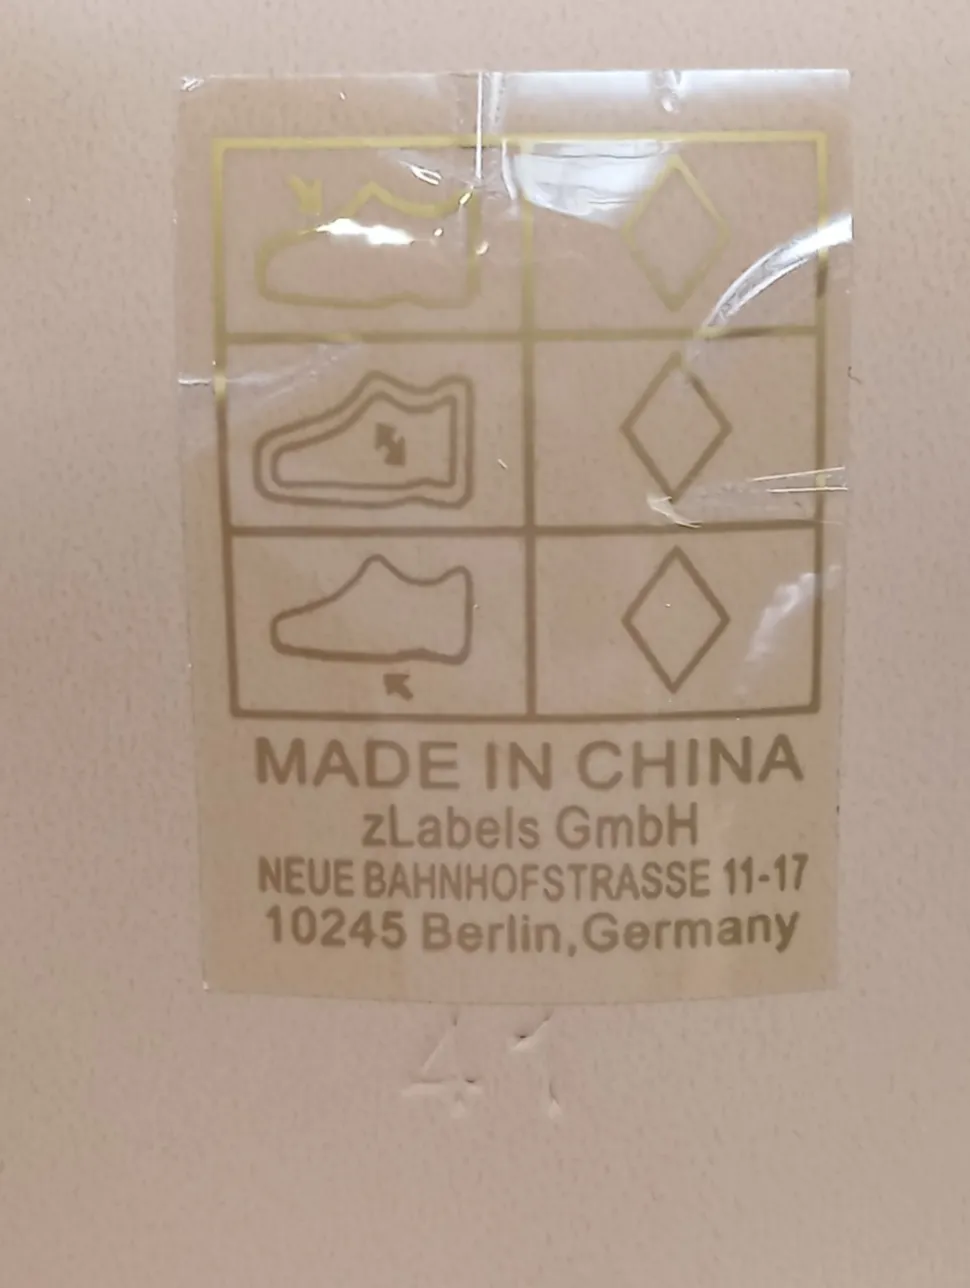 MADE IN CHINA
zLabels GmbH
NEUE BAHNHOFSTRASSE 11-17
10245 Berlin,Germany
41